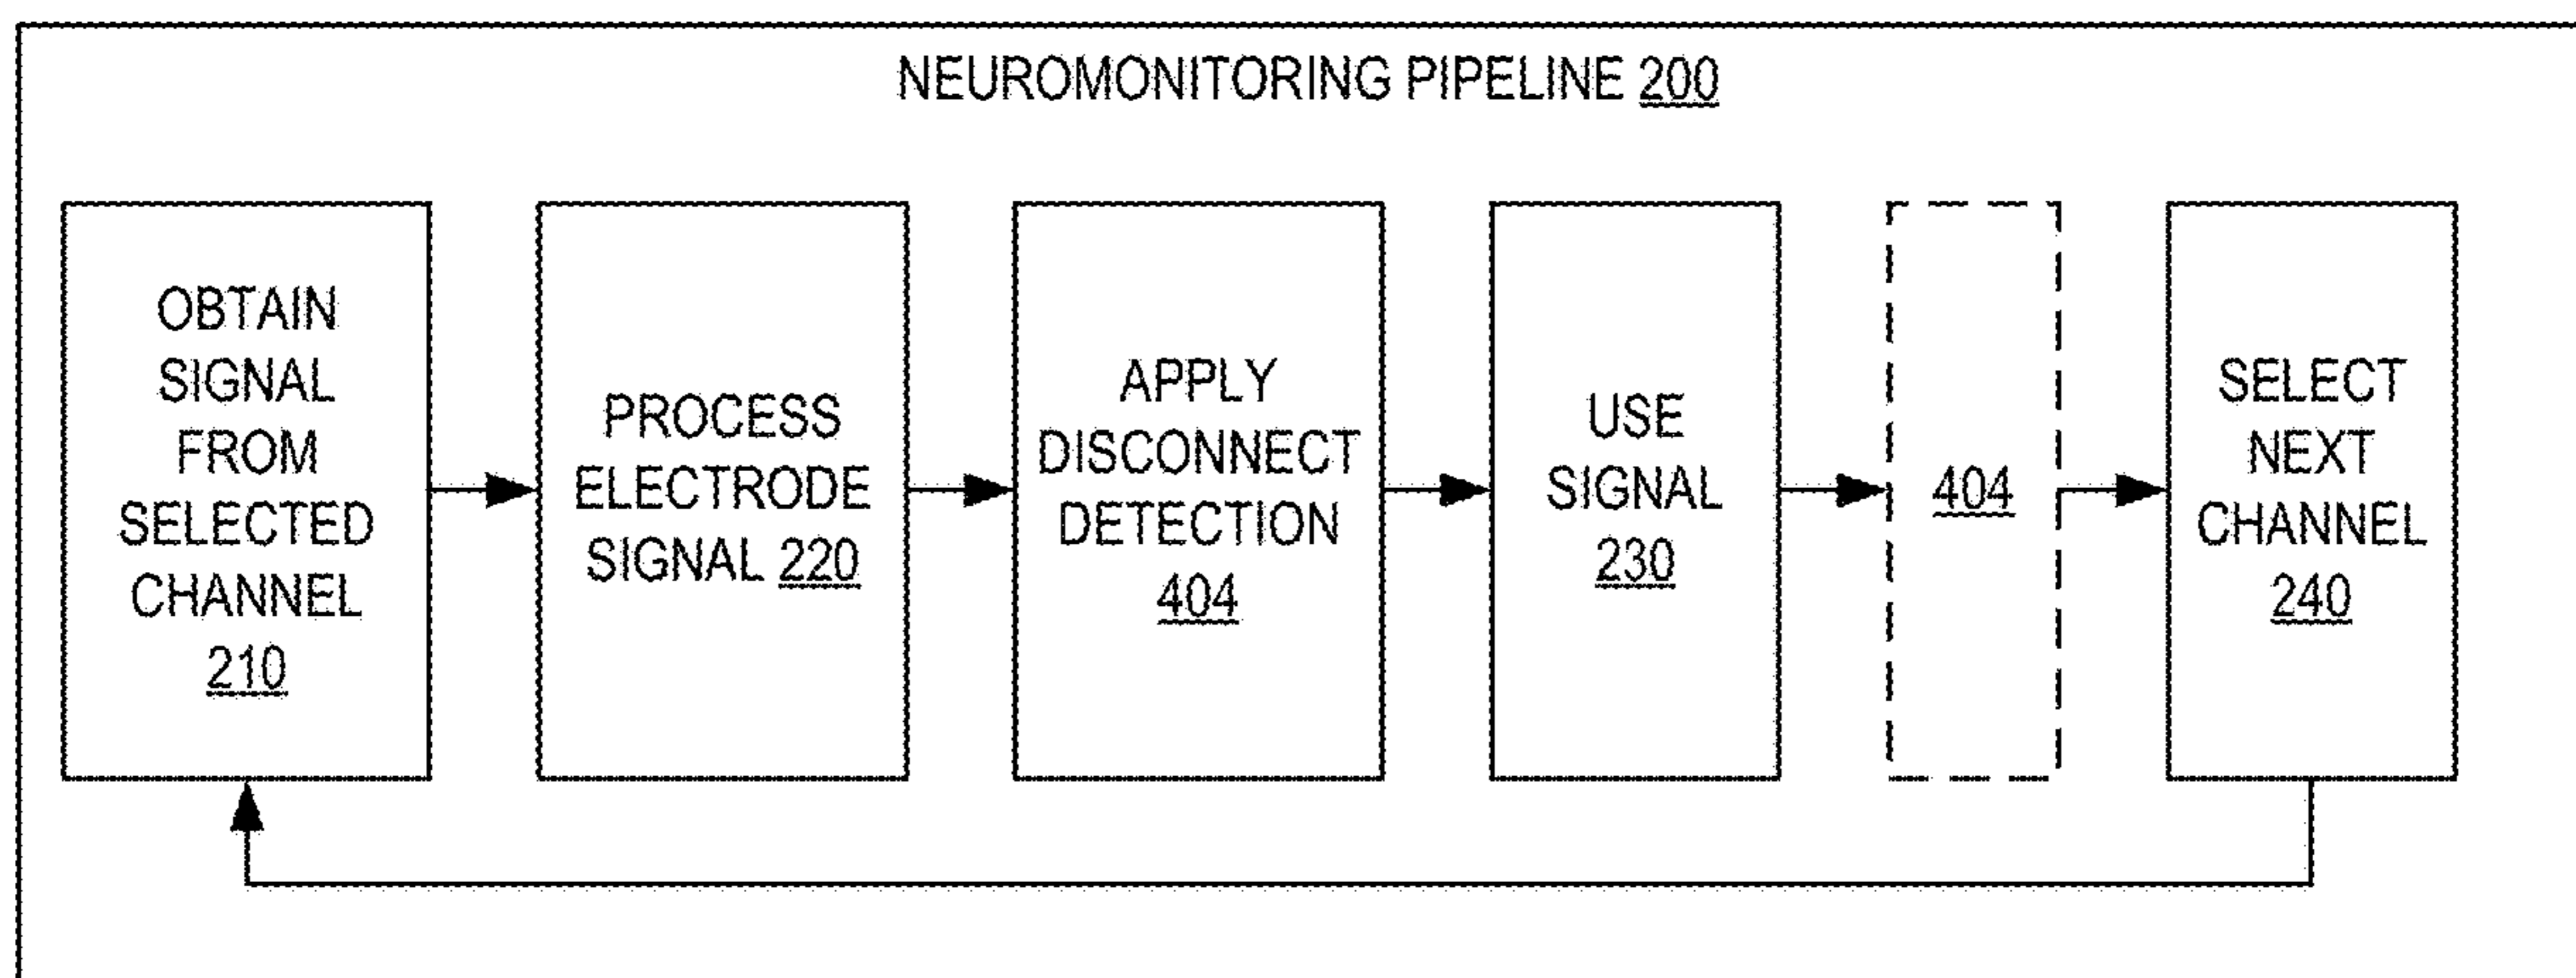 NEUROMONITORING PIPELINE 200
OBTAIN
SIGNAL
FROM
SELECTED
CHANNEL
210
PROCESS
ELECTRODE
SIGNAL 220
APPLY
DISCONNECT
DETECTION
404
USE
SIGNAL
230
404
SELECT
NEXT
CHANNEL
240